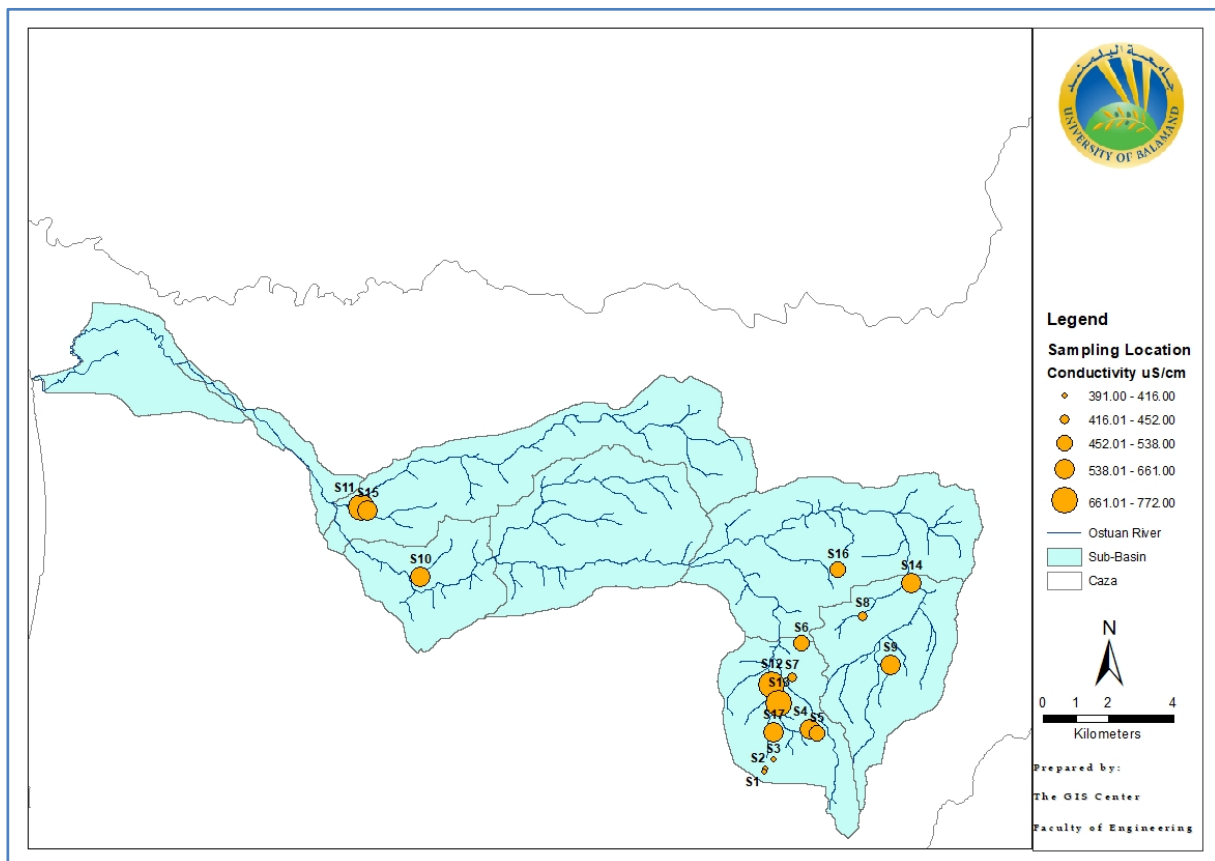 جامعة البلمند
UNIVERSITY OF BALAMAND
Legend
Sampling Location
Conductivity uS/cm
391.00 - 416.00
416.01 - 452.00
452.01 - 538.00
538.01 - 661.00
661.01 - 772.00
Ostuan River
Sub-Basin
Caza
S11
S15
S10
S16
S14
S8
S6
S9
S12
S7
S13
S4
S17
S5
S3
S2
S1
N
0 1 2 4
Kilometers
Prepared by:
The GIS Center
Faculty of Engineering